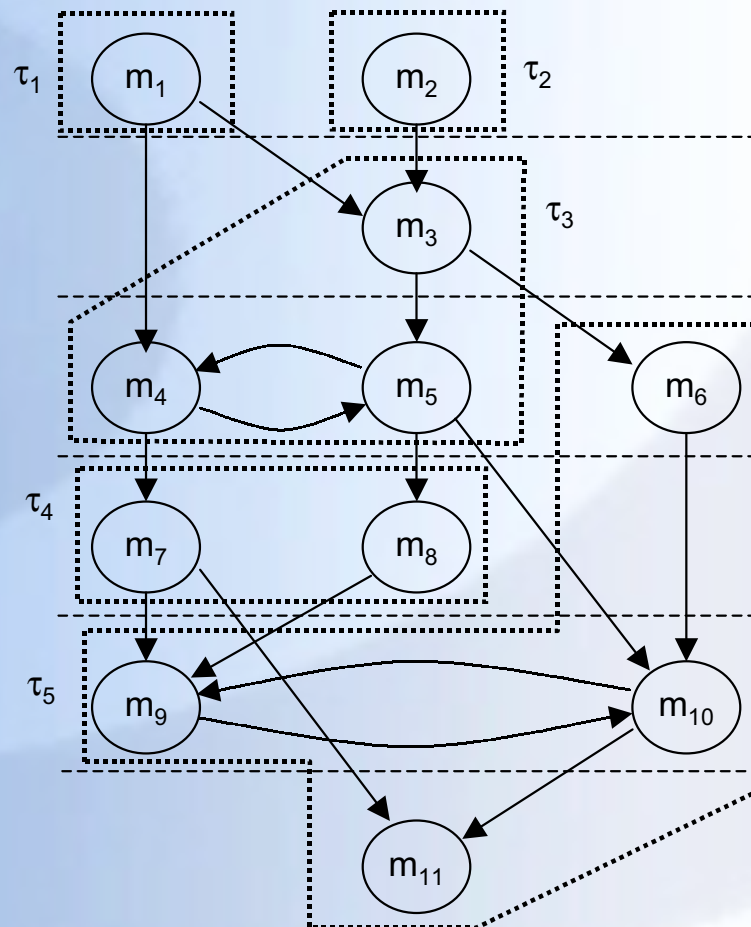 τ₁ m₁ m₂ τ₂
m₃ τ₃
m₄ m₅ m₆
τ₄ m₇ m₈
τ₅ m₉ m₁₀
m₁₁